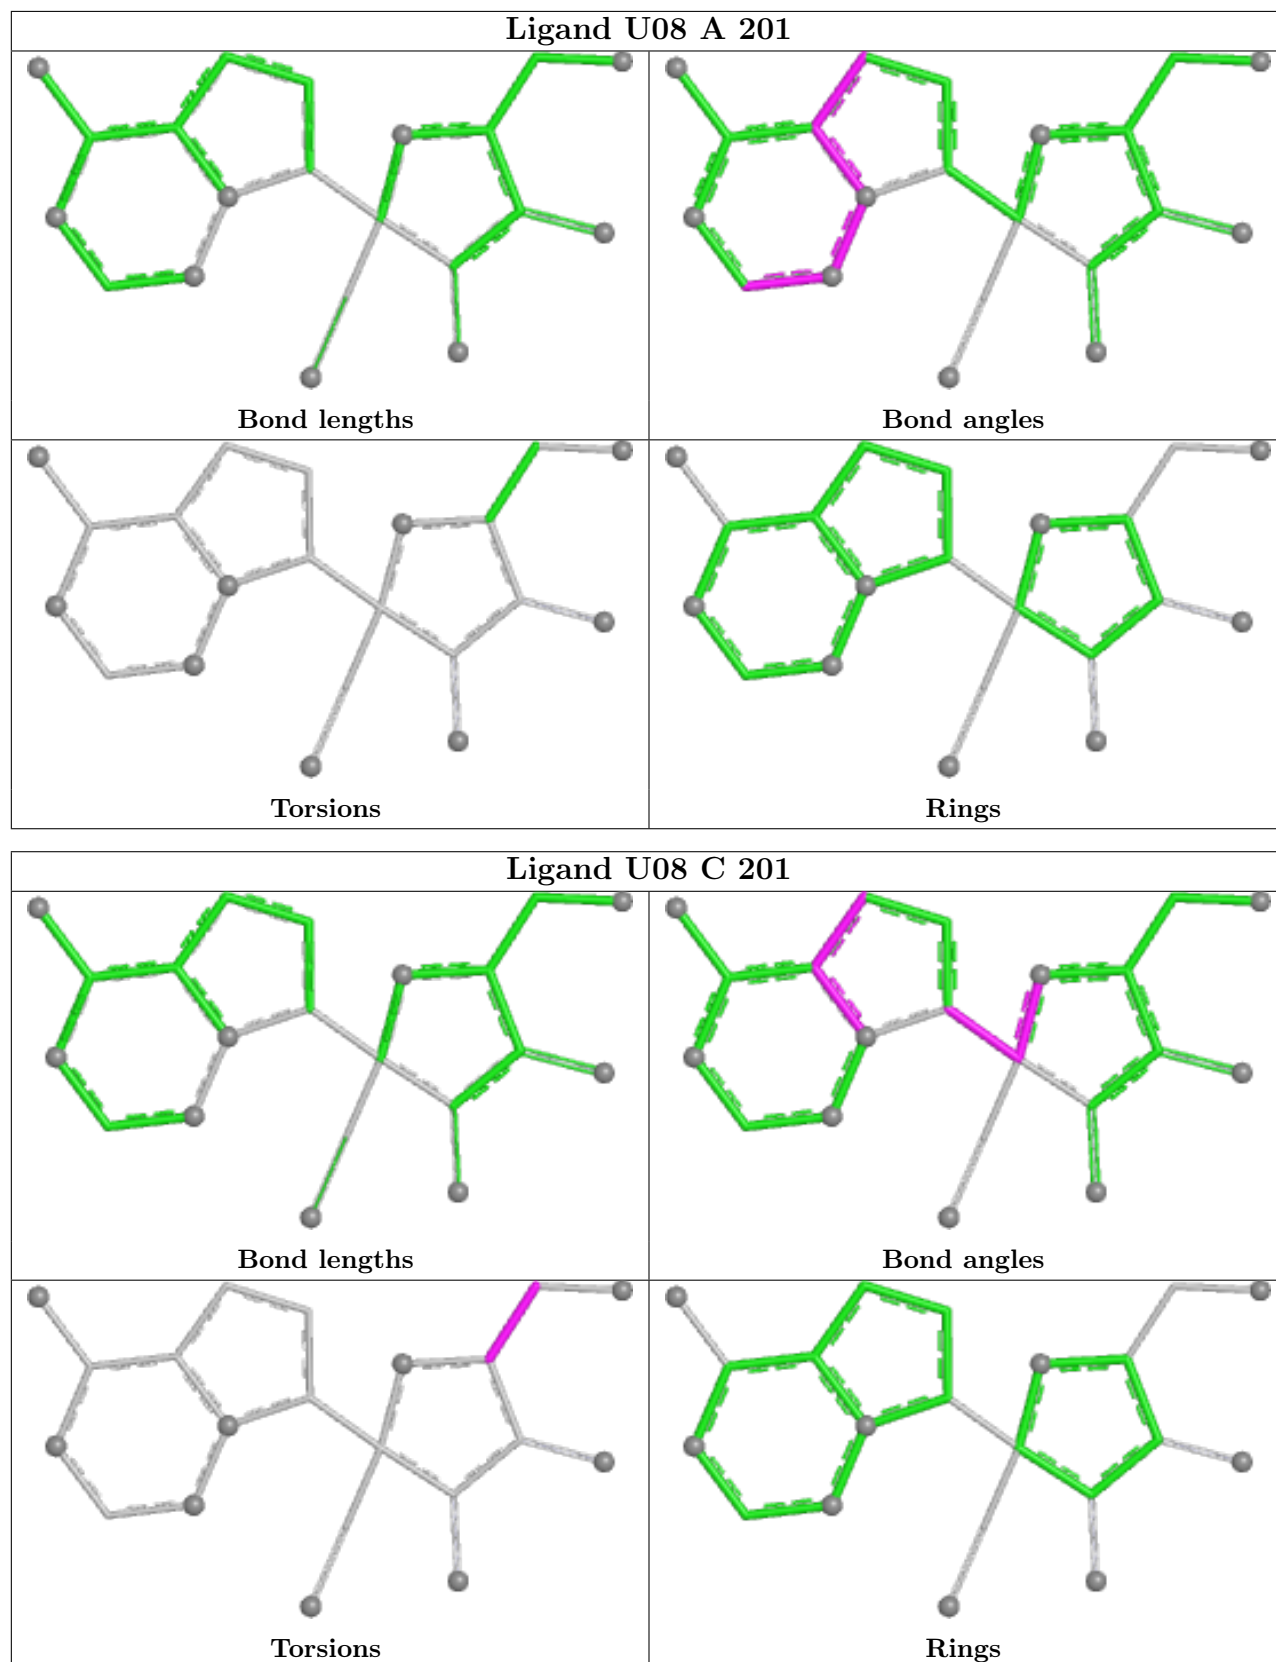 Ligand U08 A 201
Bond lengths
Bond angles
Torsions
Rings
Ligand U08 C 201
Bond lengths
Bond angles
Torsions
Rings